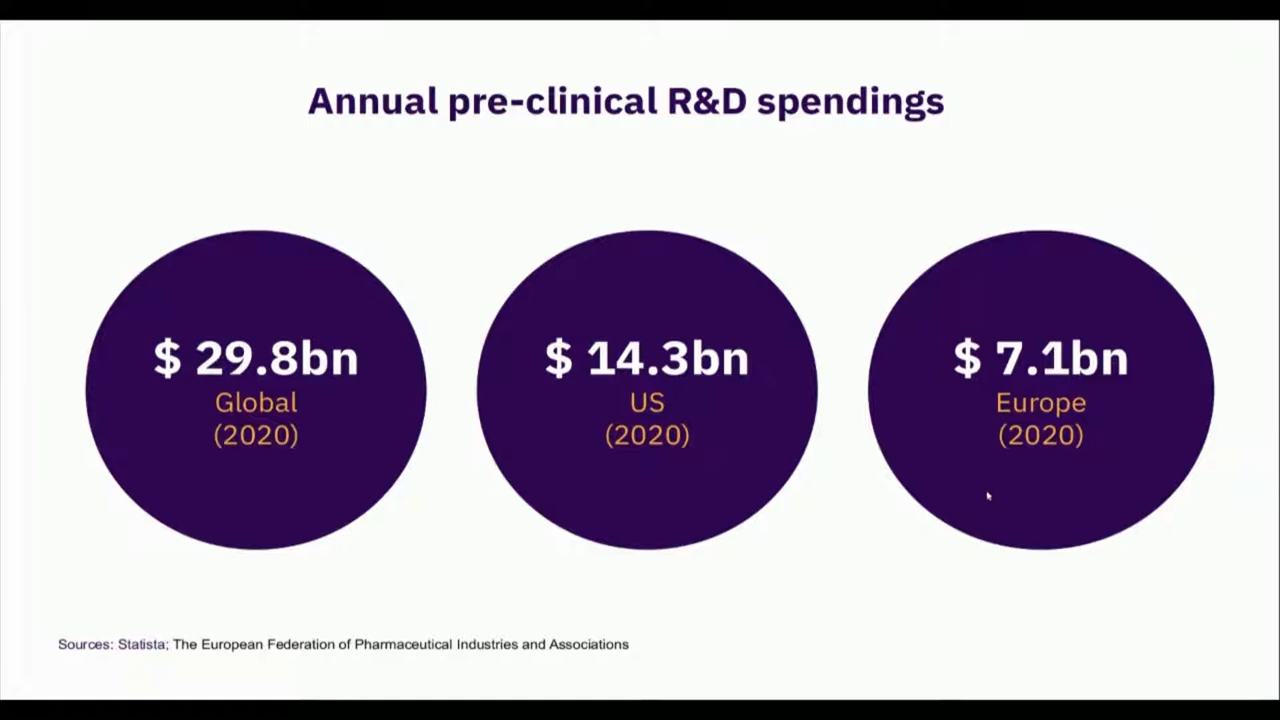 Annual pre-clinical R&D spendings
$ 29.8bn
Global
(2020)
$ 14.3bn
US
(2020)
$ 7.1bn
Europe
(2020)
Sources: Statista; The European Federation of Pharmaceutical Industries and Associations